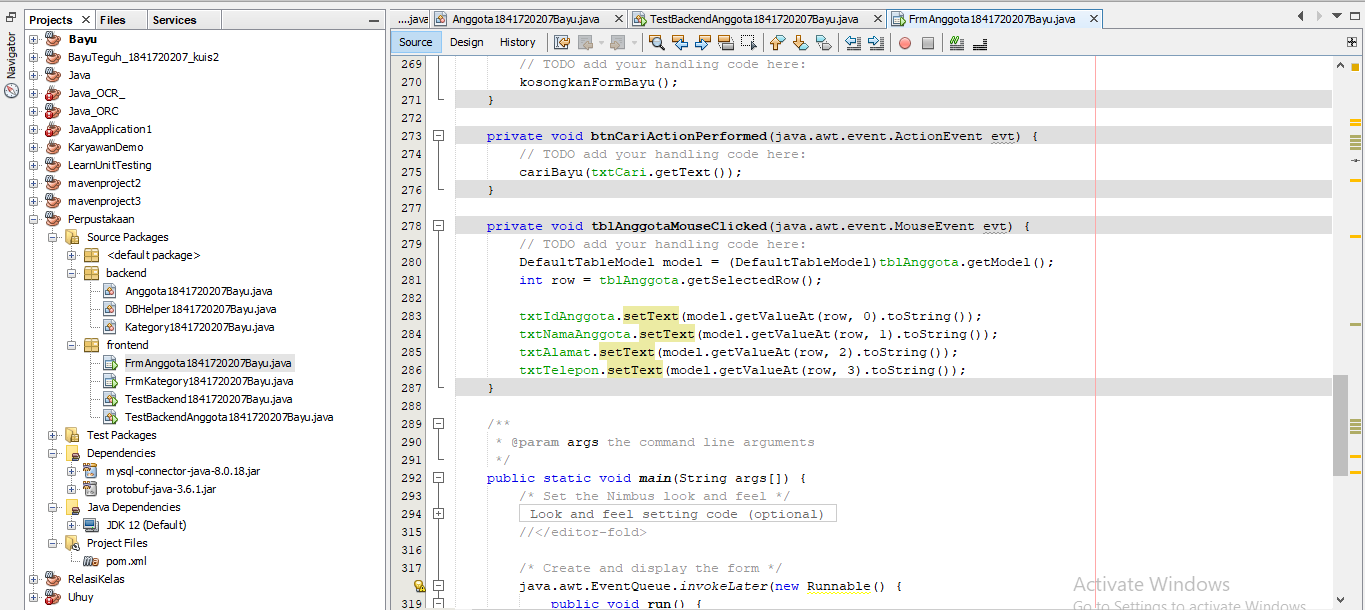 Projects
Files
Services
Navigator
Bayu
BayuTeguh_1841720207_kuis2
Java
Java_OCR_
Java_ORC
JavaApplication1
KaryawanDemo
LearnUnitTesting
mavenproject2
mavenproject3
Perpustakaan
Source Packages
<default package>
backend
Anggota1841720207Bayu.java
DBHelper1841720207Bayu.java
Kategory1841720207Bayu.java
frontend
FrmAnggota1841720207Bayu.java
FrmKategory1841720207Bayu.java
TestBackend1841720207Bayu.java
TestBackendAnggota1841720207Bayu.java
Test Packages
Dependencies
mysql-connector-java-8.0.18.jar
protobuf-java-3.6.1.jar
Java Dependencies
JDK 12 (Default)
Project Files
pom.xml
RelasiKelas
Uhuy
....java Anggota1841720207Bayu.java TestBackendAnggota1841720207Bayu.java FrmAnggota1841720207Bayu.java
Source Design History
269 // TODO add your handling code here:
270 kosongkanFormBayu();
271 }
272
273 private void btnCariActionPerformed(java.awt.event.ActionEvent evt) {
274 // TODO add your handling code here:
275 cariBayu(txtCari.getText());
276 }
277
278 private void tblAnggotaMouseClicked(java.awt.event.MouseEvent evt) {
279 // TODO add your handling code here:
280 DefaultTableModel model = (DefaultTableModel)tblAnggota.getModel();
281 int row = tblAnggota.getSelectedRow();
282
283 txtIdAnggota.setText(model.getValueAt(row, 0).toString());
284 txtNamaAnggota.setText(model.getValueAt(row, 1).toString());
285 txtAlamat.setText(model.getValueAt(row, 2).toString());
286 txtTelepon.setText(model.getValueAt(row, 3).toString());
287 }
288
289 /**
290 * @param args the command line arguments
291 */
292 public static void main(String args[]) {
293 /* Set the Nimbus look and feel */
294 Look and feel setting code (optional)
315 //</editor-fold>
316
317 /* Create and display the form */
java.awt.EventQueue.invokeLater(new Runnable() {
319 public void run() {
Activate Windows
Go to Settings to activate Windows.